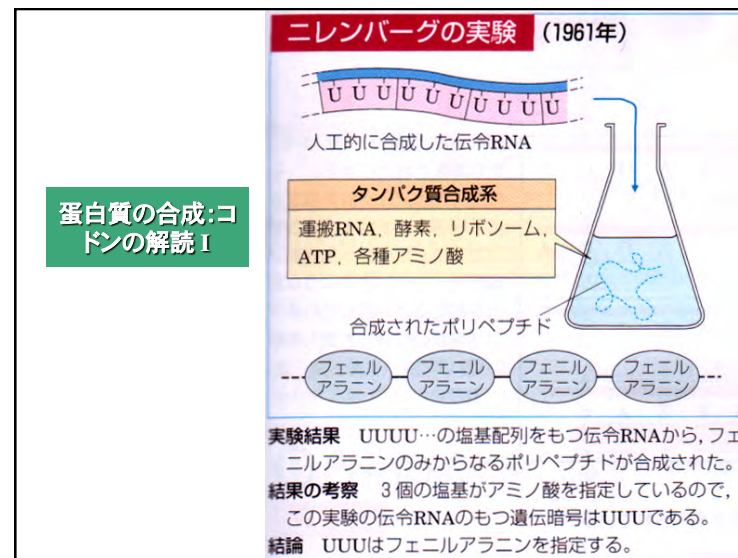 ニレンバーグの実験 (1961年)
U U U U U U U U U U
人工的に合成した伝令RNA
蛋白質の合成:コ
ドンの解読 I
タンパク質合成系
運搬RNA, 酵素, リボソーム,
ATP, 各種アミノ酸
合成されたポリペプチド
フェニル
アラニン
フェニル
アラニン
フェニル
アラニン
フェニル
アラニン
実験結果 UUUU…の塩基配列をもつ伝令RNAから, フェ
ニルアラニンのみからなるポリペプチドが合成された。
結果の考察 3個の塩基がアミノ酸を指定しているので,
この実験の伝令RNAのもつ遺伝暗号はUUUである。
結論 UUUはフェニルアラニンを指定する。